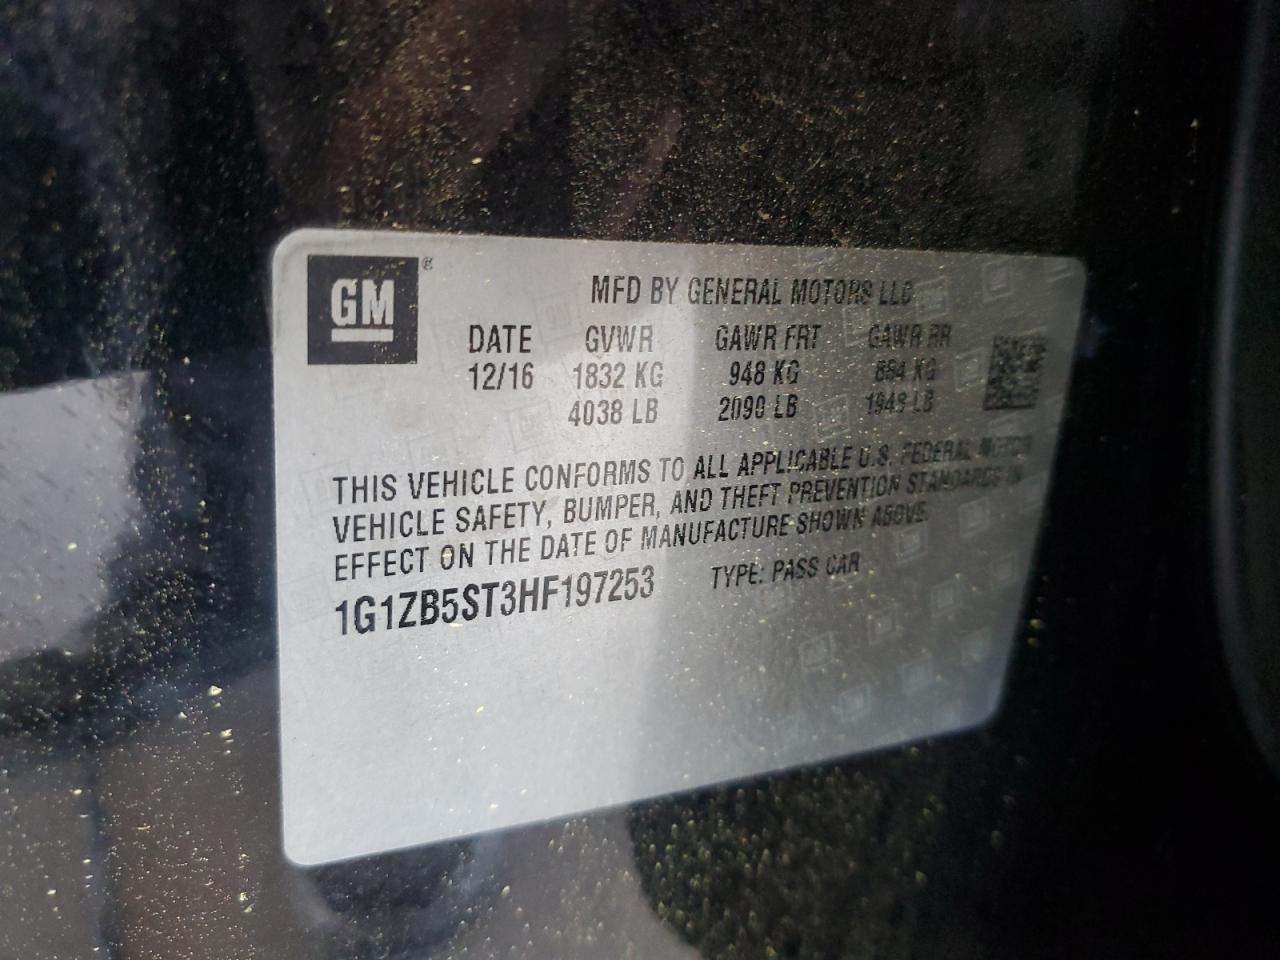 GM®
MFD BY GENERAL MOTORS LLC
DATE GVWR GAWR FRT GAWR RR
12/16 1832 KG 948 KG 884 KG
4038 LB 2090 LB 1949 LB
THIS VEHICLE CONFORMS TO ALL APPLICABLE U.S. FEDERAL MOTOR
VEHICLE SAFETY, BUMPER, AND THEFT PREVENTION STANDARDS IN
EFFECT ON THE DATE OF MANUFACTURE SHOWN ABOVE.
1G1ZB5ST3HF197253 TYPE: PASS CAR